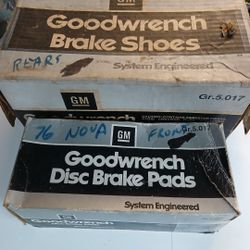 Goodwrench
Brake Shoes
REARS
System Engineered
GM
Gr.5.017
GM
76 NOVA
GM
FRONT
Gr.5.017
Goodwrench
Disc Brake Pads
System Engineered